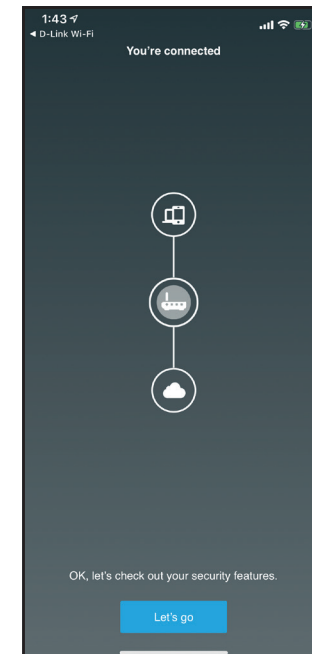 1:43
◀ D-Link Wi-Fi
You're connected
OK, let's check out your security features.
Let's go